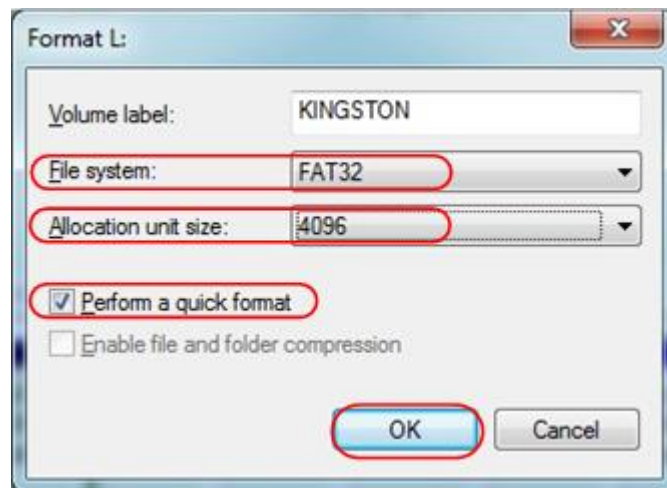 Format L:
Volume label: KINGSTON
File system: FAT32
Allocation unit size: 4096
Perform a quick format
Enable file and folder compression
OK Cancel